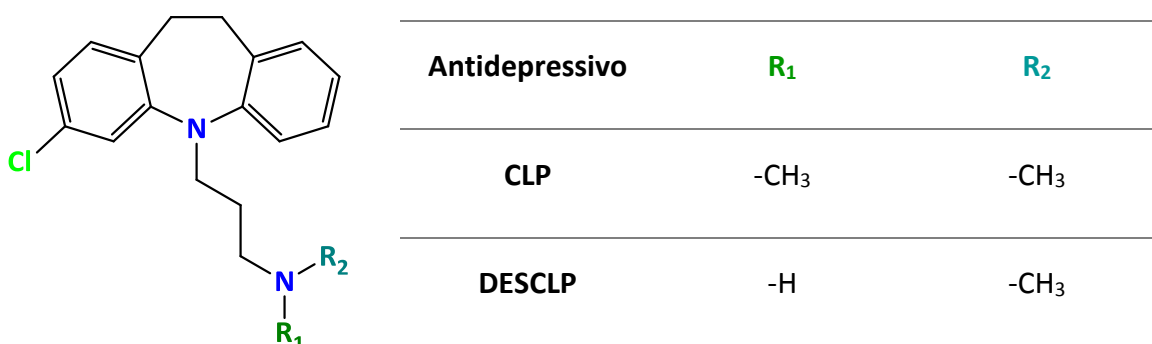 Antidepressivo R₁ R₂
CLP -CH₃ -CH₃
DESCLP -H -CH₃
N
Cl
R₂
N
R₁